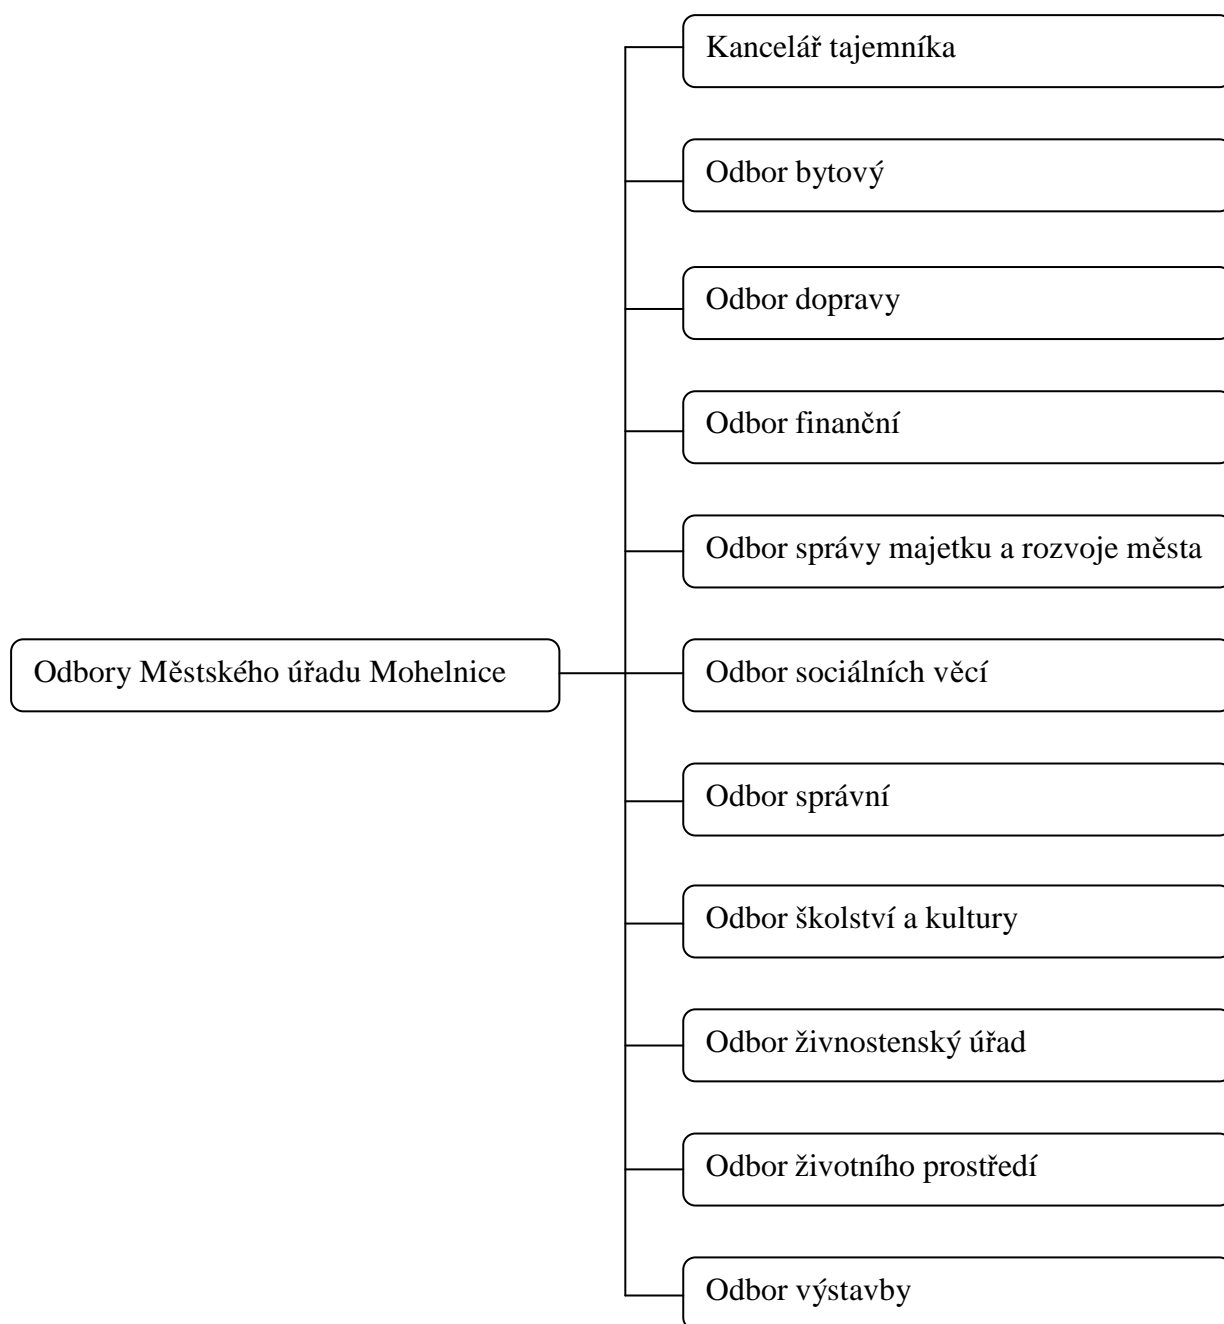 Kancelář tajemníka
Odbor bytový
Odbor dopravy
Odbor finanční
Odbor správy majetku a rozvoje města
Odbory Městského úřadu Mohelnice
Odbor sociálních věcí
Odbor správní
Odbor školství a kultury
Odbor živnostenský úřad
Odbor životního prostředí
Odbor výstavby